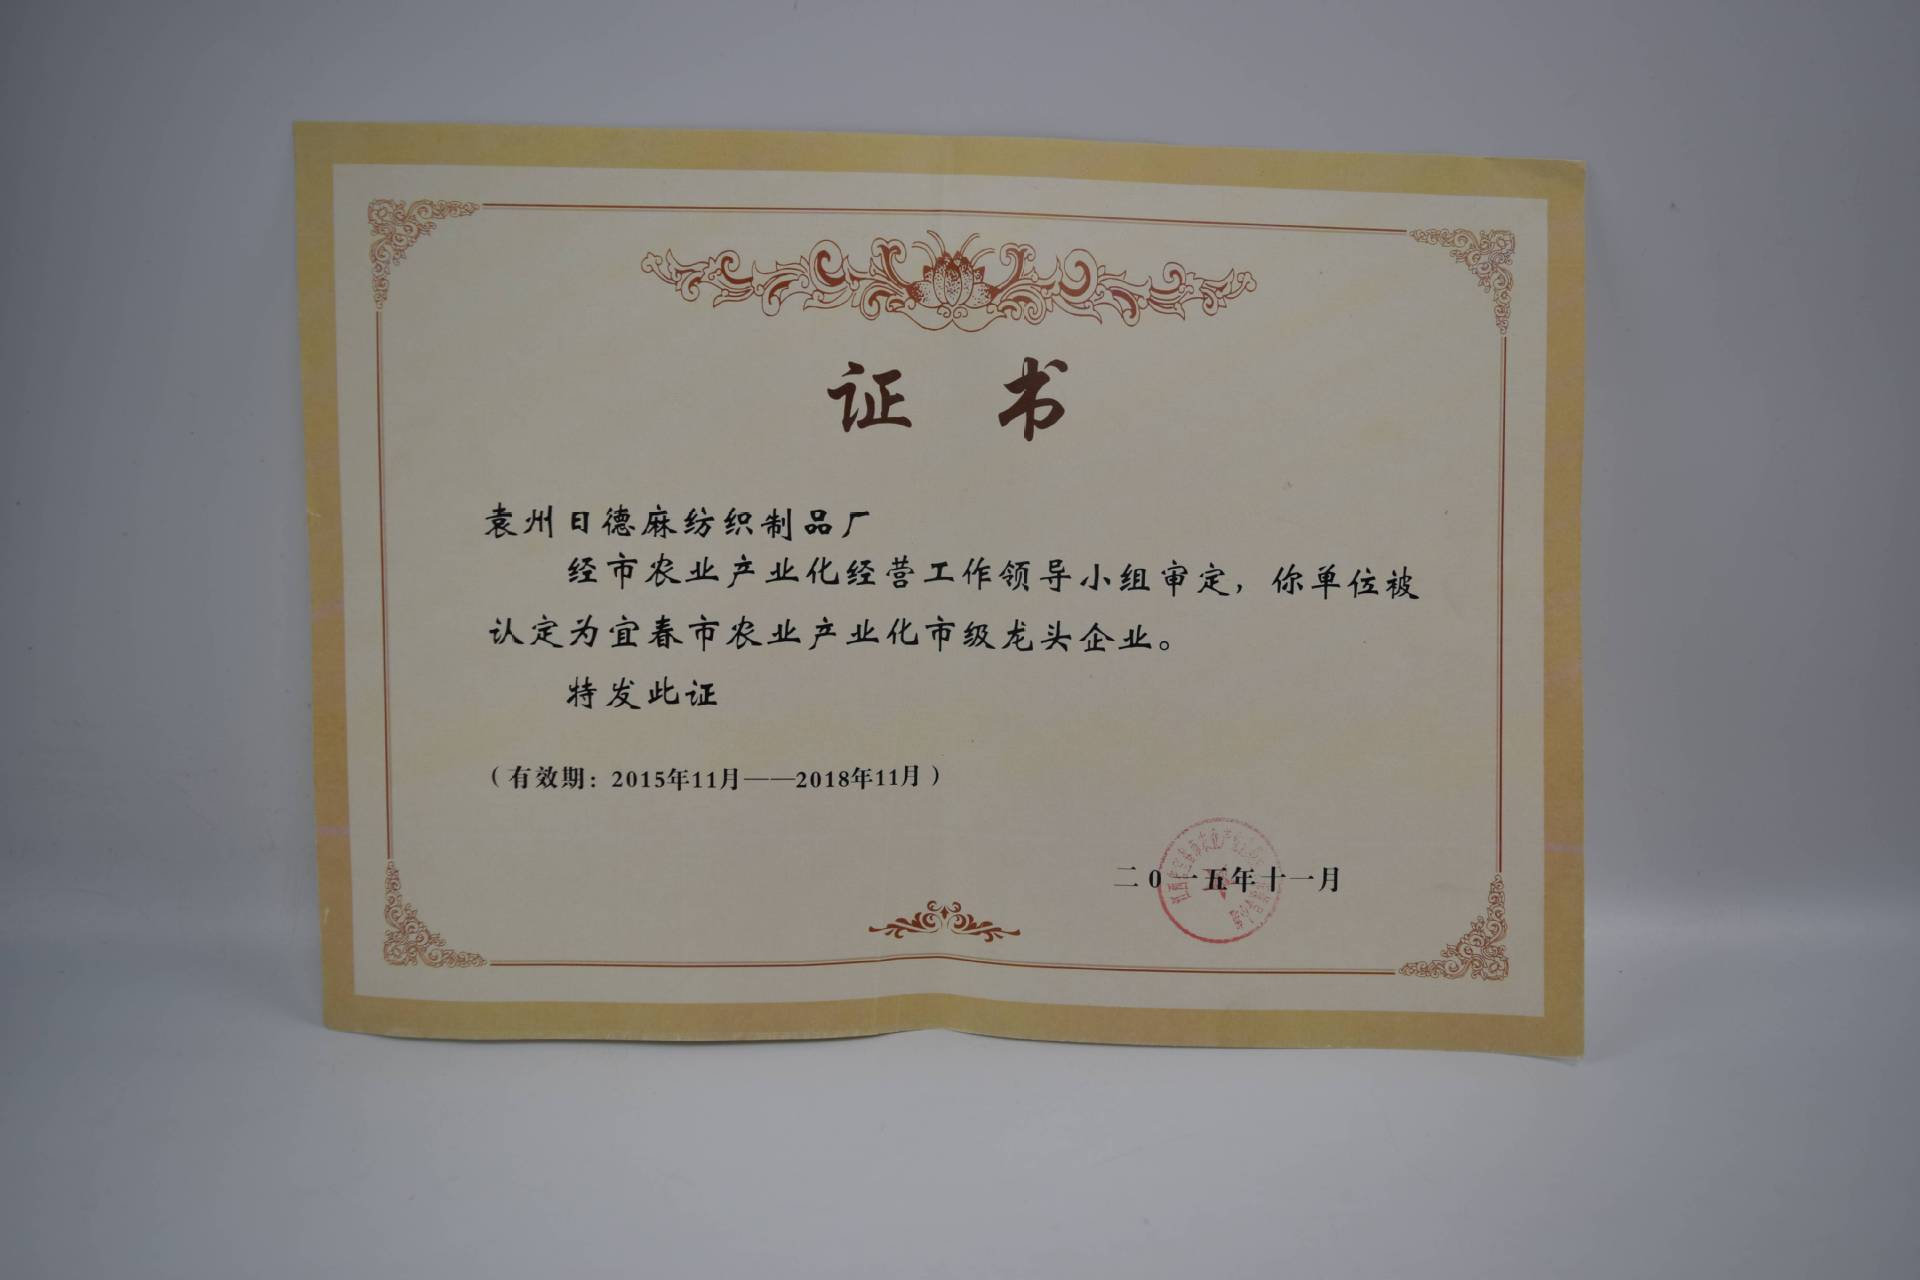 证 书
袁州日德麻纺织制品厂
经市农业产业化经营工作领导小组审定，你单位被
认定为宜春市农业产业化市级龙头企业。
特发此证
（有效期：2015年11月——2018年11月）
二0一五年十一月